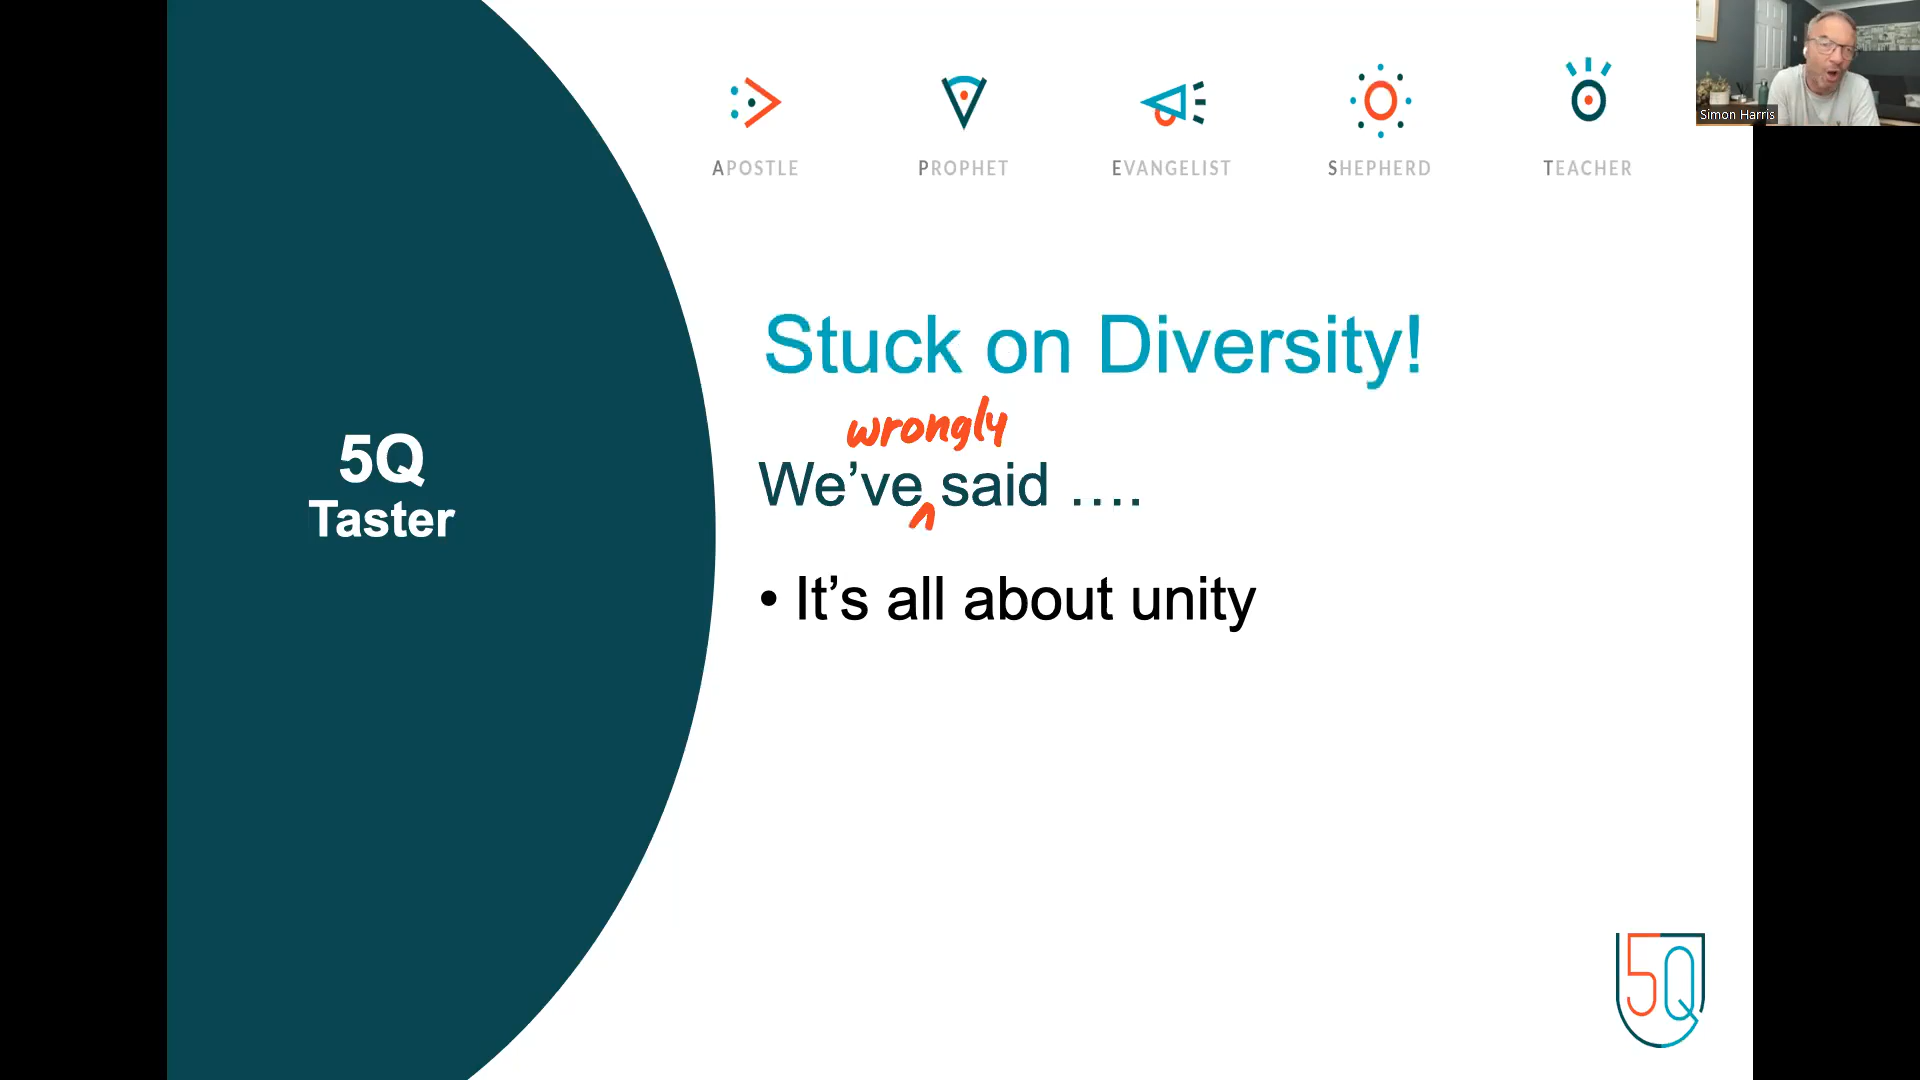 APOSTLE PROPHET EVANGELIST SHEPHERD TEACHER
Simon Harris
5Q
Taster
Stuck on Diversity!
wrongly
We’ve ^ said ....
• It’s all about unity
5Q